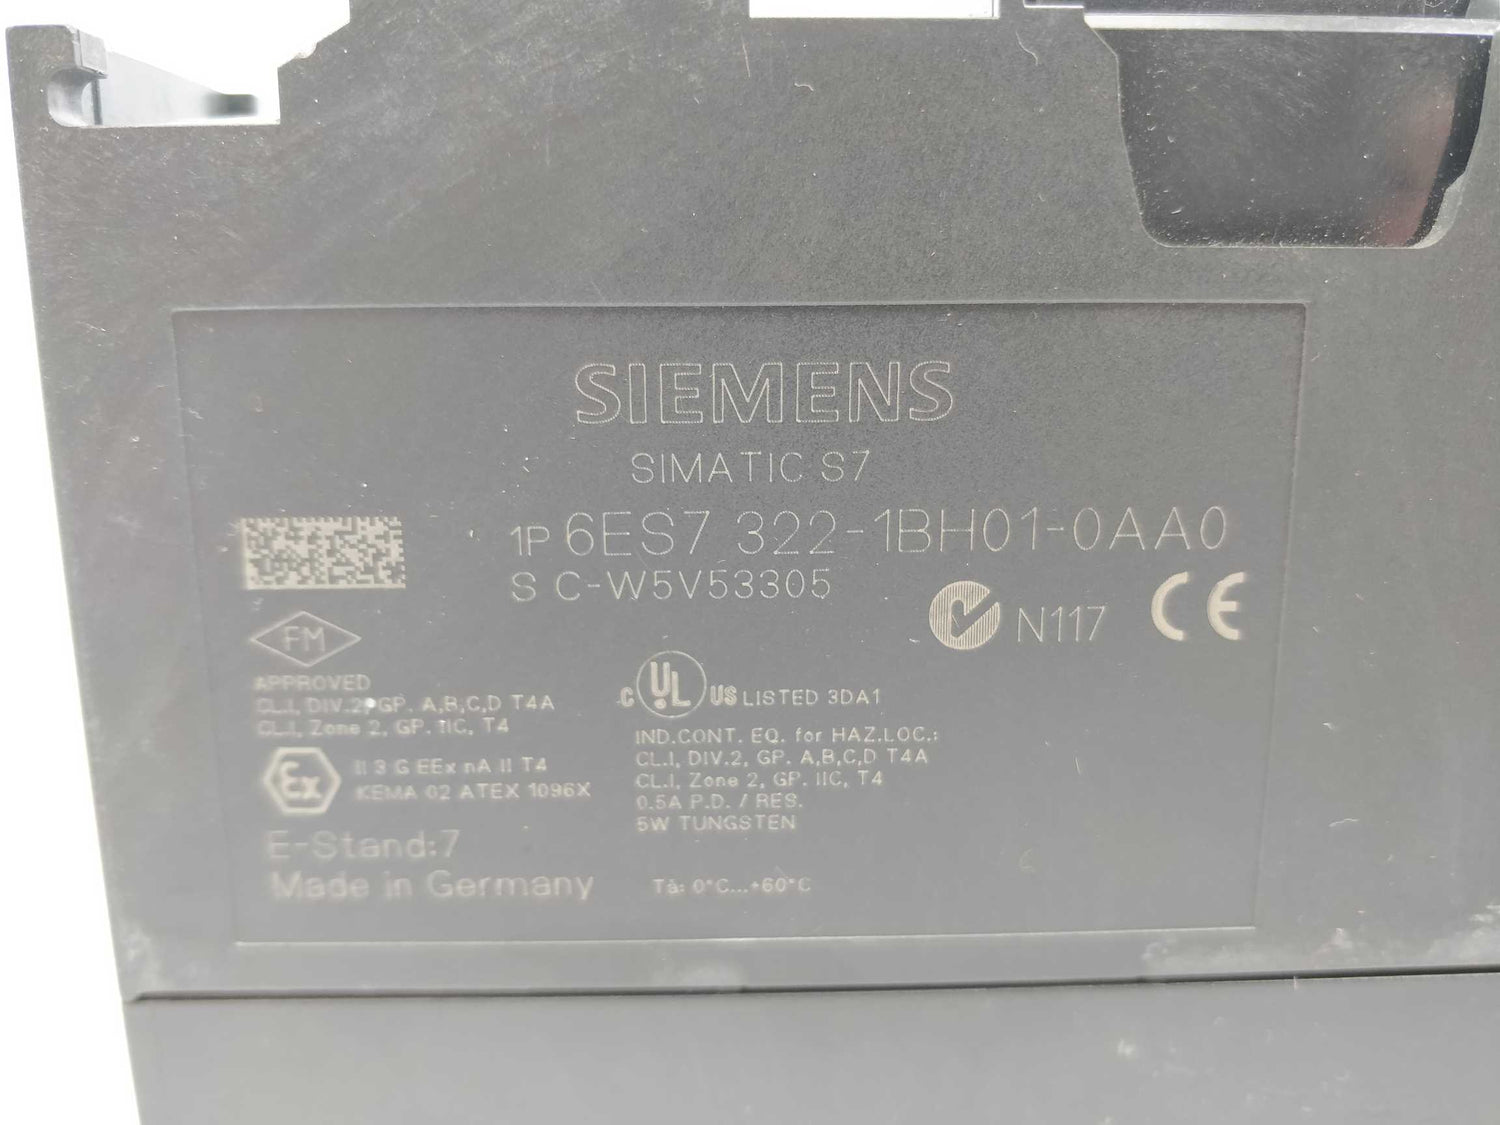 SIEMENS
SIMATIC S7
1P 6ES7 322-1BH01-0AA0
S C-W5V53305
N117 CE
FM
APPROVED
CL.I, DIV.2, GP. A,B,C,D T4A
CL.I, Zone 2, GP. IIC, T4
Ex
II 3 G EEx nA II T4
KEMA 02 ATEX 1096X
E-Stand:7
Made in Germany
C UL US LISTED 3DA1
IND.CONT. EQ. for HAZ.LOC.:
CL.I, DIV.2, GP. A,B,C,D T4A
CL.I, Zone 2, GP. IIC, T4
0.5A P.D. / RES.
5W TUNGSTEN
Ta: 0°C...+60°C